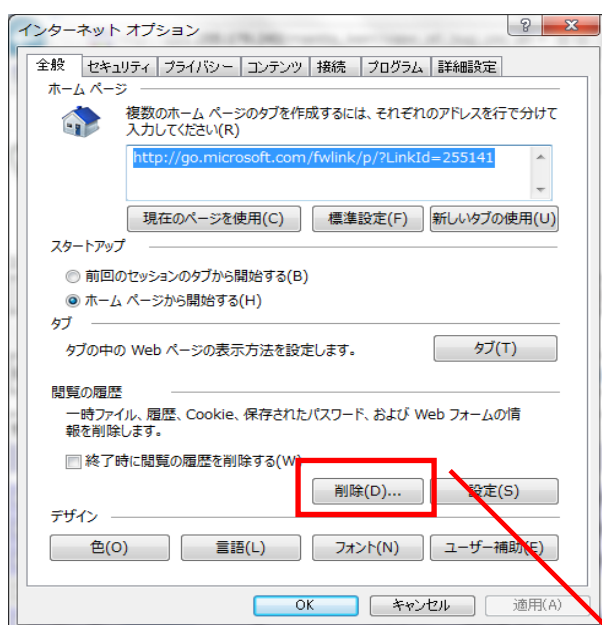 インターネット オプション
全般 セキュリティ プライバシー コンテンツ 接続 プログラム 詳細設定
ホーム ページ
複数のホーム ページのタブを作成するには、それぞれのアドレスを行で分けて
入力してください(R)
http://go.microsoft.com/fwlink/p/?LinkId=255141
現在のページを使用(C) 標準設定(F) 新しいタブの使用(U)
スタートアップ
前回のセッションのタブから開始する(B)
ホーム ページから開始する(H)
タブ
タブの中の Web ページの表示方法を設定します。 タブ(T)
閲覧の履歴
一時ファイル、履歴、Cookie、保存されたパスワード、および Web フォームの情
報を削除します。
終了時に閲覧の履歴を削除する(W)
削除(D)... 設定(S)
デザイン
色(O) 言語(L) フォント(N) ユーザー補助(E)
OK キャンセル 適用(A)